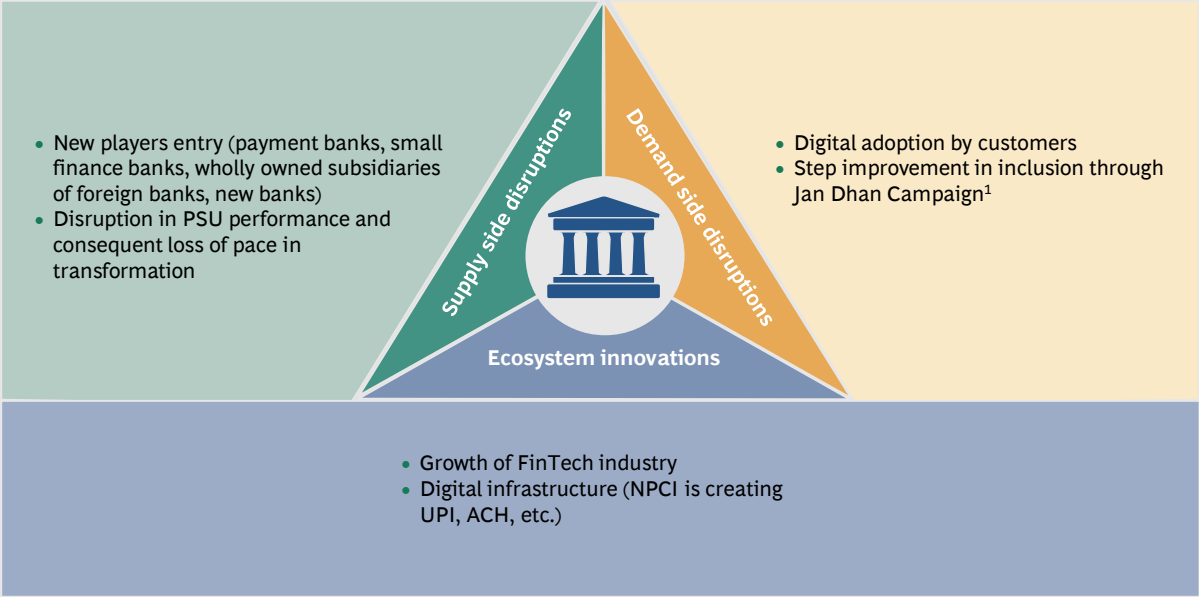 Supply side disruptions
• New players entry (payment banks, small
finance banks, wholly owned subsidiaries
of foreign banks, new banks)
• Disruption in PSU performance and
consequent loss of pace in
transformation
Demand side disruptions
• Digital adoption by customers
• Step improvement in inclusion through
Jan Dhan Campaign¹
Ecosystem innovations
• Growth of FinTech industry
• Digital infrastructure (NPCI is creating
UPI, ACH, etc.)